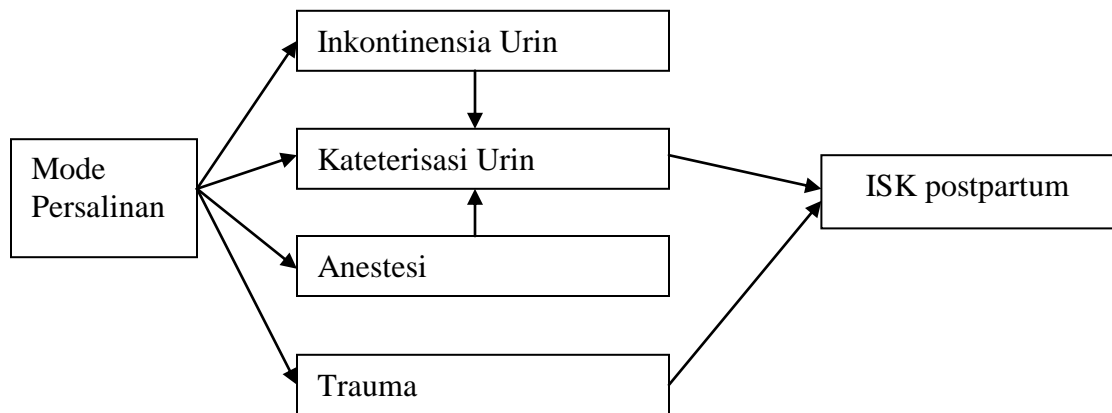 Inkontinensia Urin
Mode
Persalinan
Kateterisasi Urin
ISK postpartum
Anestesi
Trauma